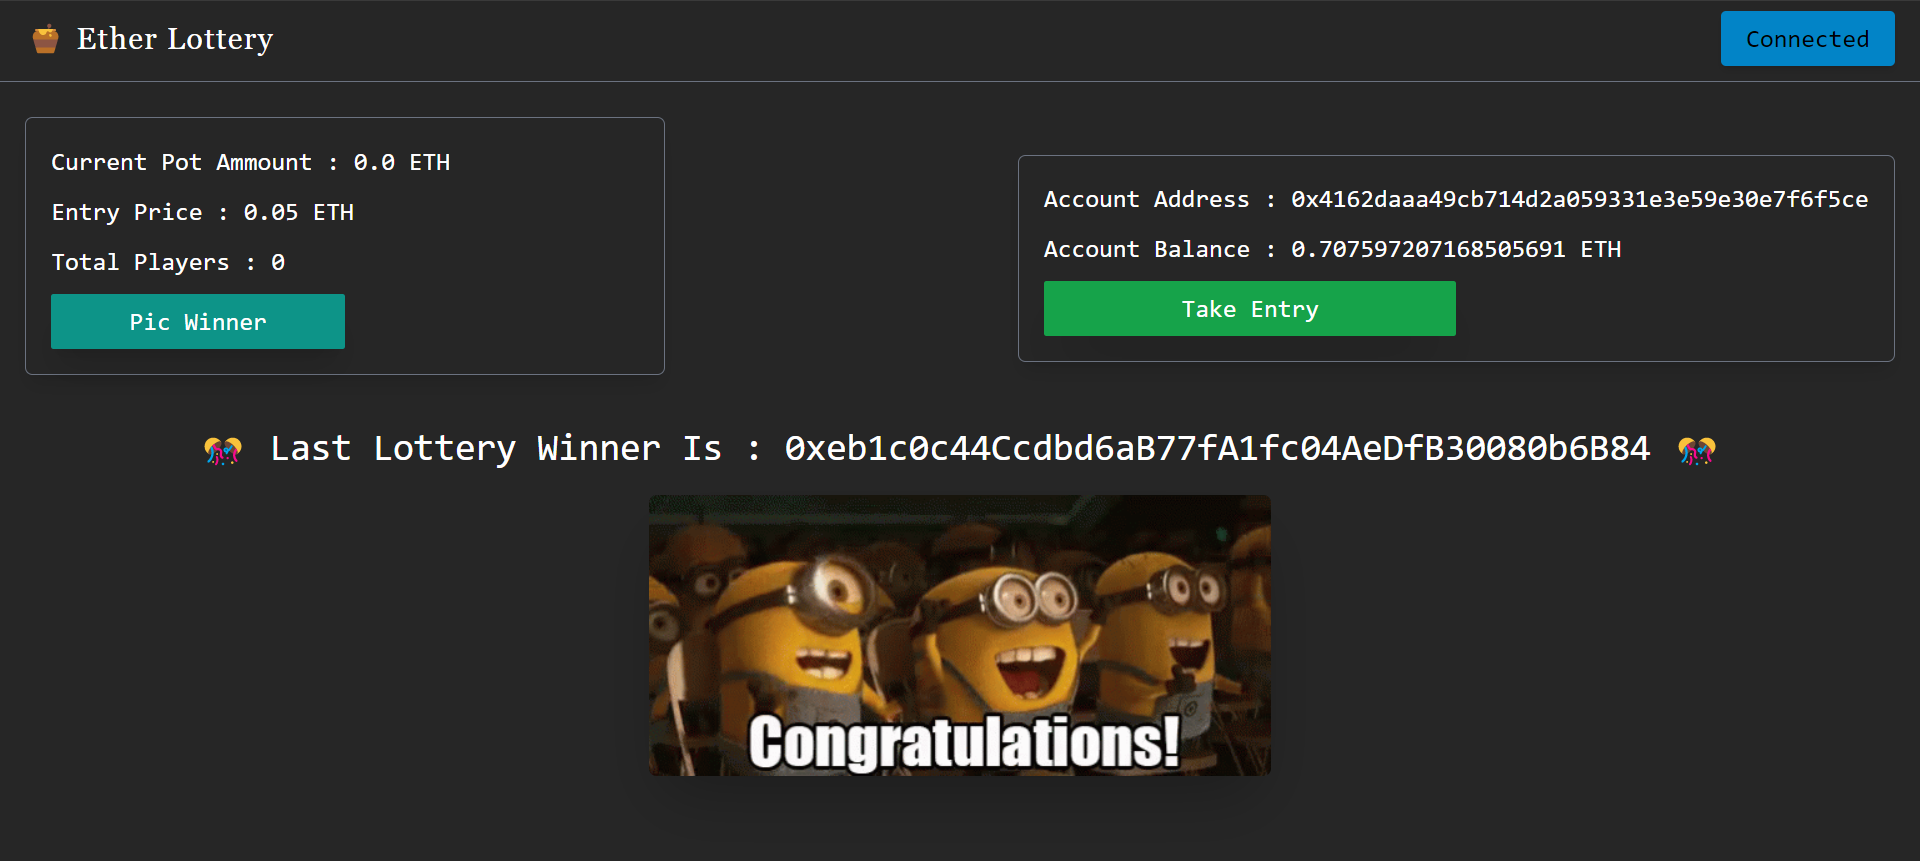 Ether Lottery
Connected
Current Pot Ammount : 0.0 ETH
Entry Price : 0.05 ETH
Total Players : 0
Pic Winner
Account Address : 0x4162daaa49cb714d2a059331e3e59e30e7f6f5ce
Account Balance : 0.707597207168505691 ETH
Take Entry
Last Lottery Winner Is : 0xeb1c0c44Ccdbd6aB77fA1fc04AeDfB30080b6B84
Congratulations!